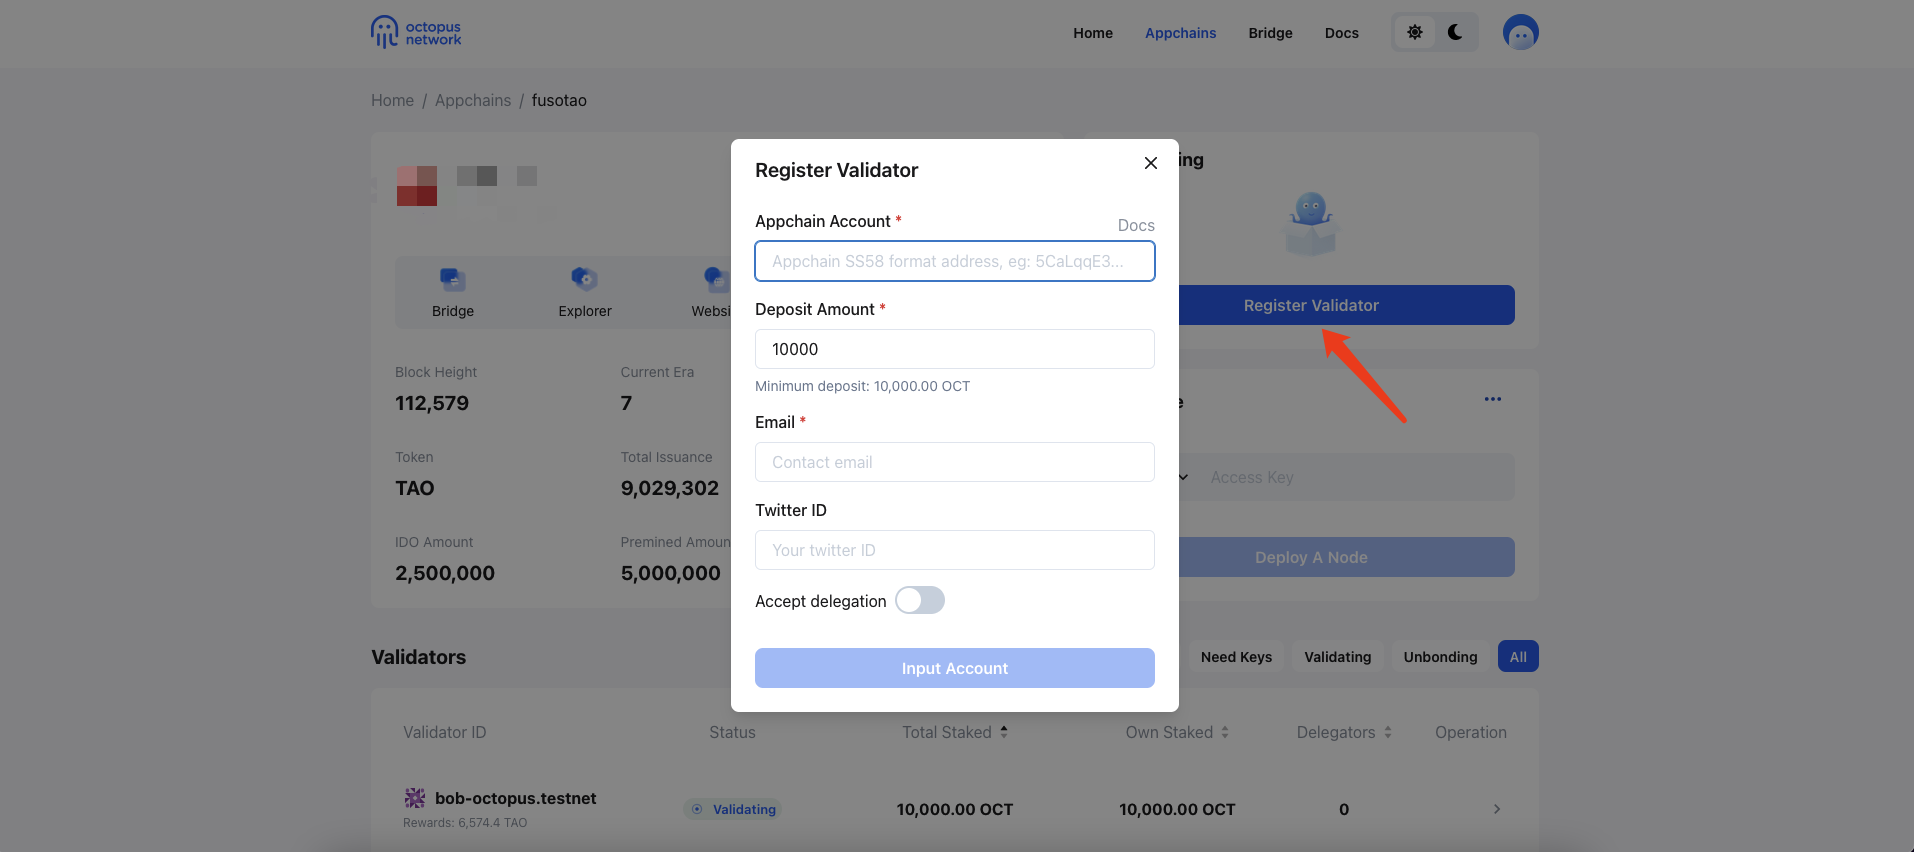 octopus
network
Home Appchains Bridge Docs
Home / Appchains / fusotao
Register Validator
Appchain Account *
Docs
Appchain SS58 format address, eg: 5CaLqqE3...
Deposit Amount *
10000
Minimum deposit: 10,000.00 OCT
Email *
Contact email
Twitter ID
Your twitter ID
Accept delegation
Input Account
Bridge Explorer
Block Height Current Era
112,579 7
Token Total Issuance
TAO 9,029,302
IDO Amount
2,500,000 5,000,000
Register Validator
Access Key
Deploy A Node
Validators
Need Keys Validating Unbonding All
Validator ID Status Total Staked Own Staked Delegators Operation
bob-octopus.testnet Validating 10,000.00 OCT 10,000.00 OCT 0
Rewards: 6,574.4 TAO